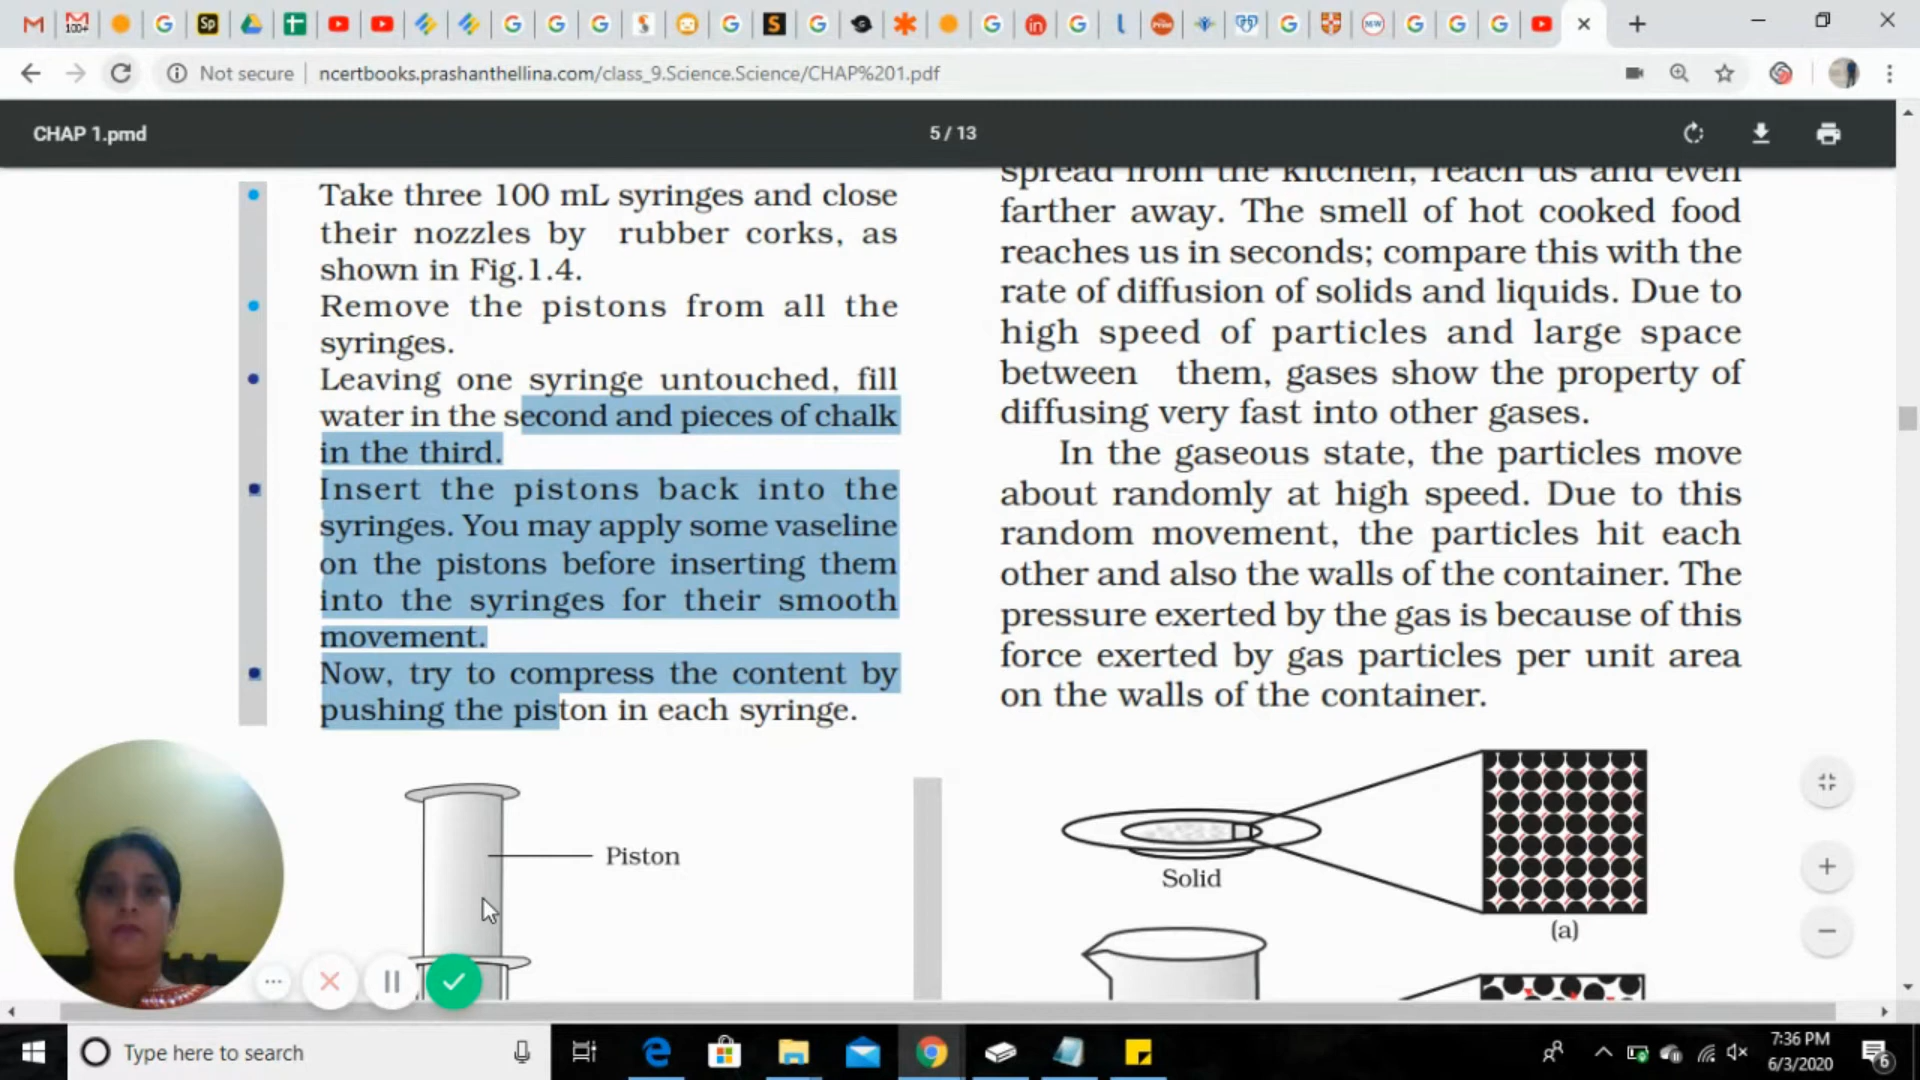 Not secure
ncertbooks.prashanthellina.com/class_9.Science.Science/CHAP%201.pdf
CHAP 1.pmd
5 / 13
Take three 100 mL syringes and close
their nozzles by rubber corks, as
shown in Fig.1.4.
Remove the pistons from all the
syringes.
Leaving one syringe untouched, fill
water in the second and pieces of chalk
in the third.
Insert the pistons back into the
syringes. You may apply some vaseline
on the pistons before inserting them
into the syringes for their smooth
movement.
Now, try to compress the content by
pushing the piston in each syringe.
Piston
spread from the kitchen, reach us and even
farther away. The smell of hot cooked food
reaches us in seconds; compare this with the
rate of diffusion of solids and liquids. Due to
high speed of particles and large space
between them, gases show the property of
diffusing very fast into other gases.
In the gaseous state, the particles move
about randomly at high speed. Due to this
random movement, the particles hit each
other and also the walls of the container. The
pressure exerted by the gas is because of this
force exerted by gas particles per unit area
on the walls of the container.
Solid
(a)
Type here to search
7:36 PM
6/3/2020
6